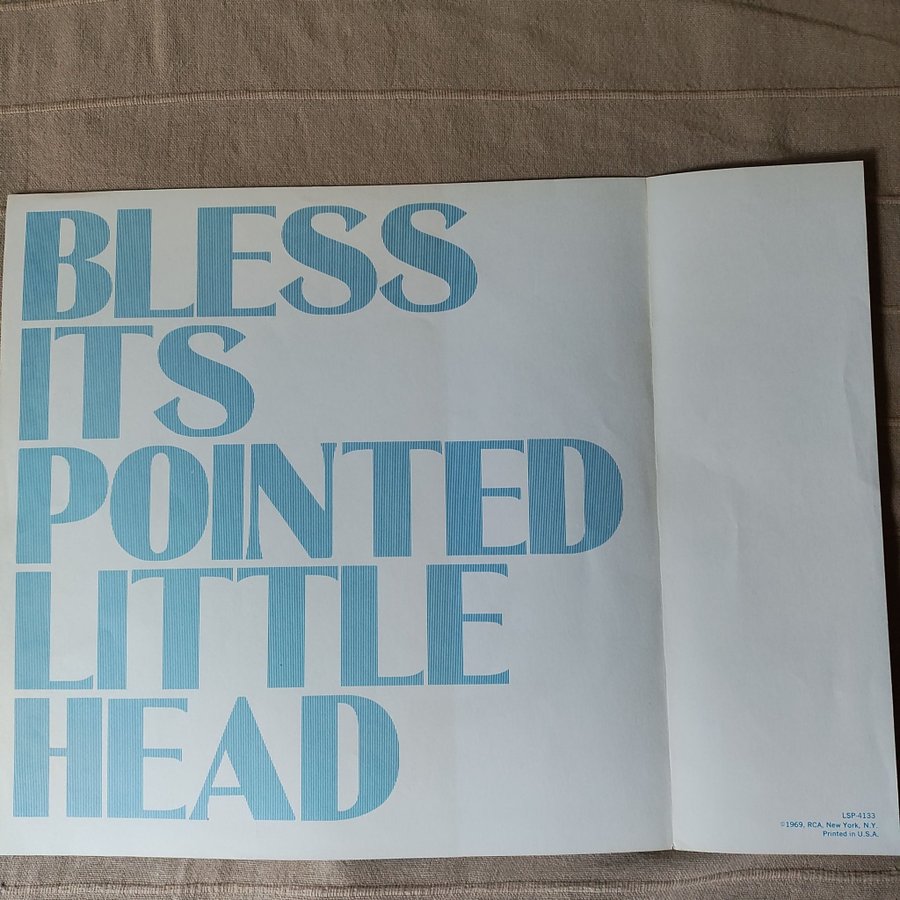 BLESS
ITS
POINTED
LITTLE
HEAD
LSP-4133
©1969, RCA, New York, N.Y.
Printed in U.S.A.